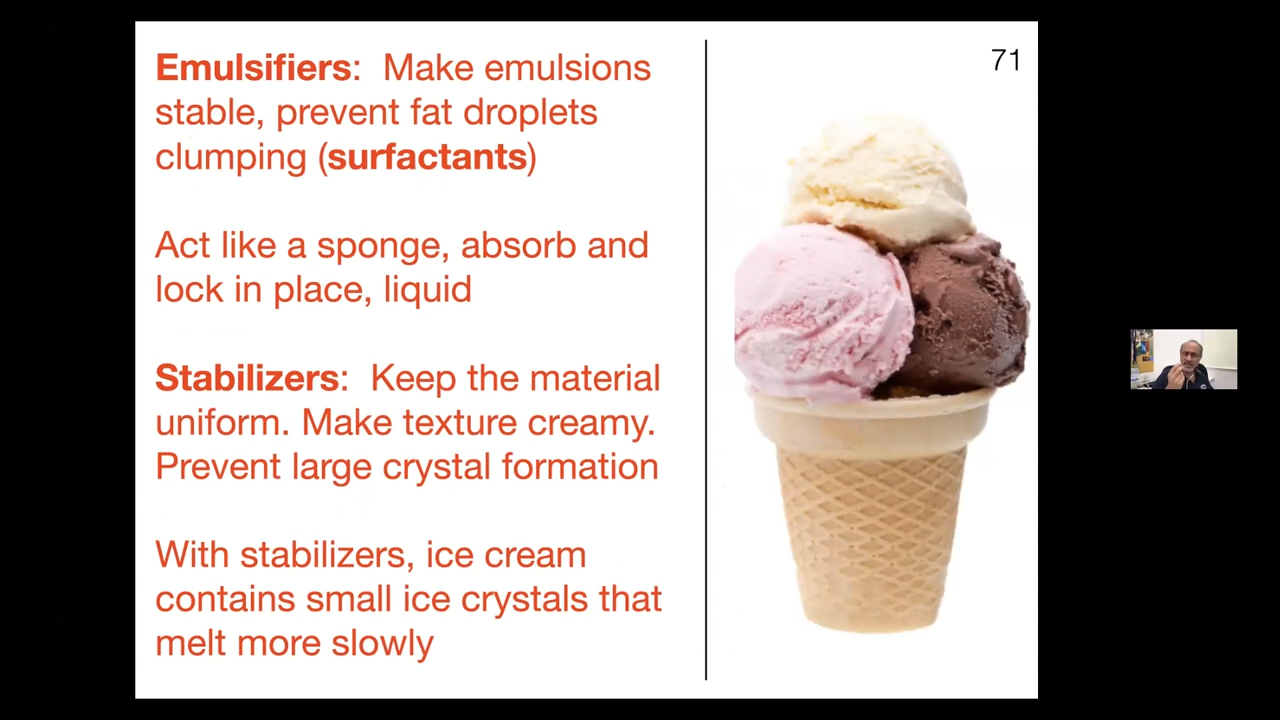 Emulsifiers:  Make emulsions
stable, prevent fat droplets
clumping (surfactants)
Act like a sponge, absorb and
lock in place, liquid
Stabilizers:  Keep the material
uniform. Make texture creamy.
Prevent large crystal formation
With stabilizers, ice cream
contains small ice crystals that
melt more slowly
71